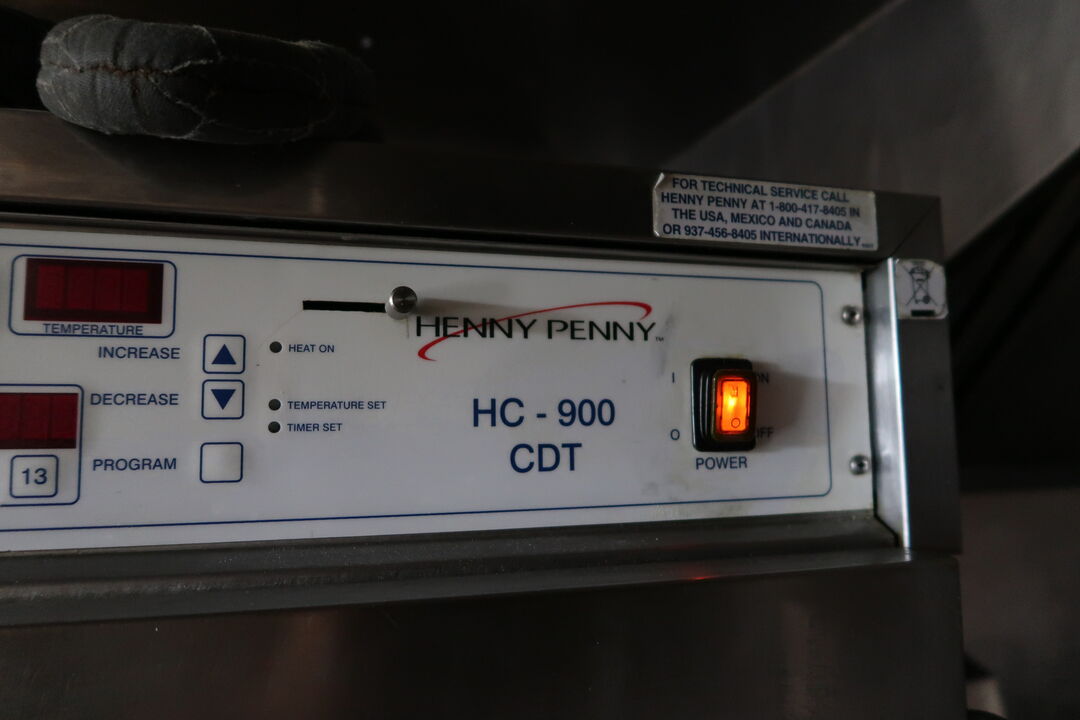 FOR TECHNICAL SERVICE CALL
HENNY PENNY AT 1-800-417-8405 IN
THE USA, MEXICO AND CANADA
OR 937-456-8405 INTERNATIONALLY
TEMPERATURE
INCREASE
HEAT ON
HENNY PENNY™
I
ON
DECREASE
TEMPERATURE SET
TIMER SET
HC - 900
CDT
O
OFF
13
PROGRAM
POWER